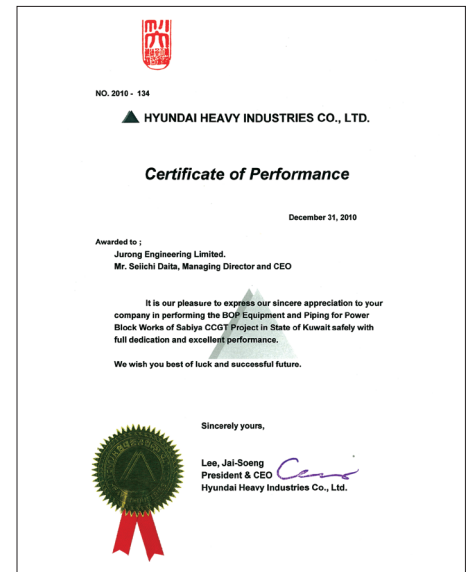 NO. 2010 - 134
HYUNDAI HEAVY INDUSTRIES CO., LTD.
Certificate of Performance
December 31, 2010
Awarded to ;
Jurong Engineering Limited.
Mr. Seiichi Daita, Managing Director and CEO
It is our pleasure to express our sincere appreciation to your
company in performing the BOP Equipment and Piping for Power
Block Works of Sabiya CCGT Project in State of Kuwait safely with
full dedication and excellent performance.
We wish you best of luck and successful future.
Sincerely yours,
Lee, Jai-Soeng
President & CEO
Hyundai Heavy Industries Co., Ltd.